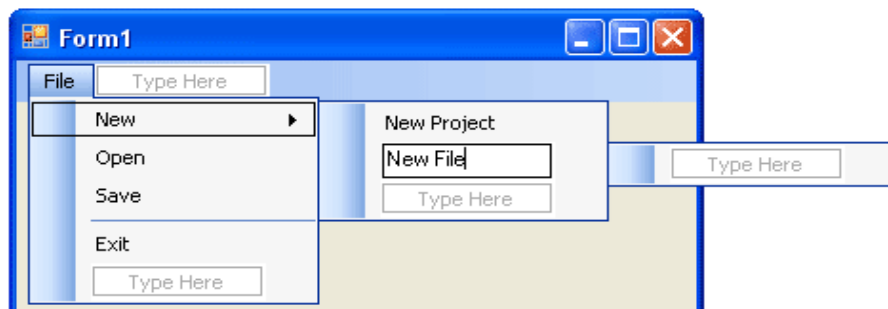 Form1
File Type Here
New New Project
Open New File Type Here
Save Type Here
Exit
Type Here